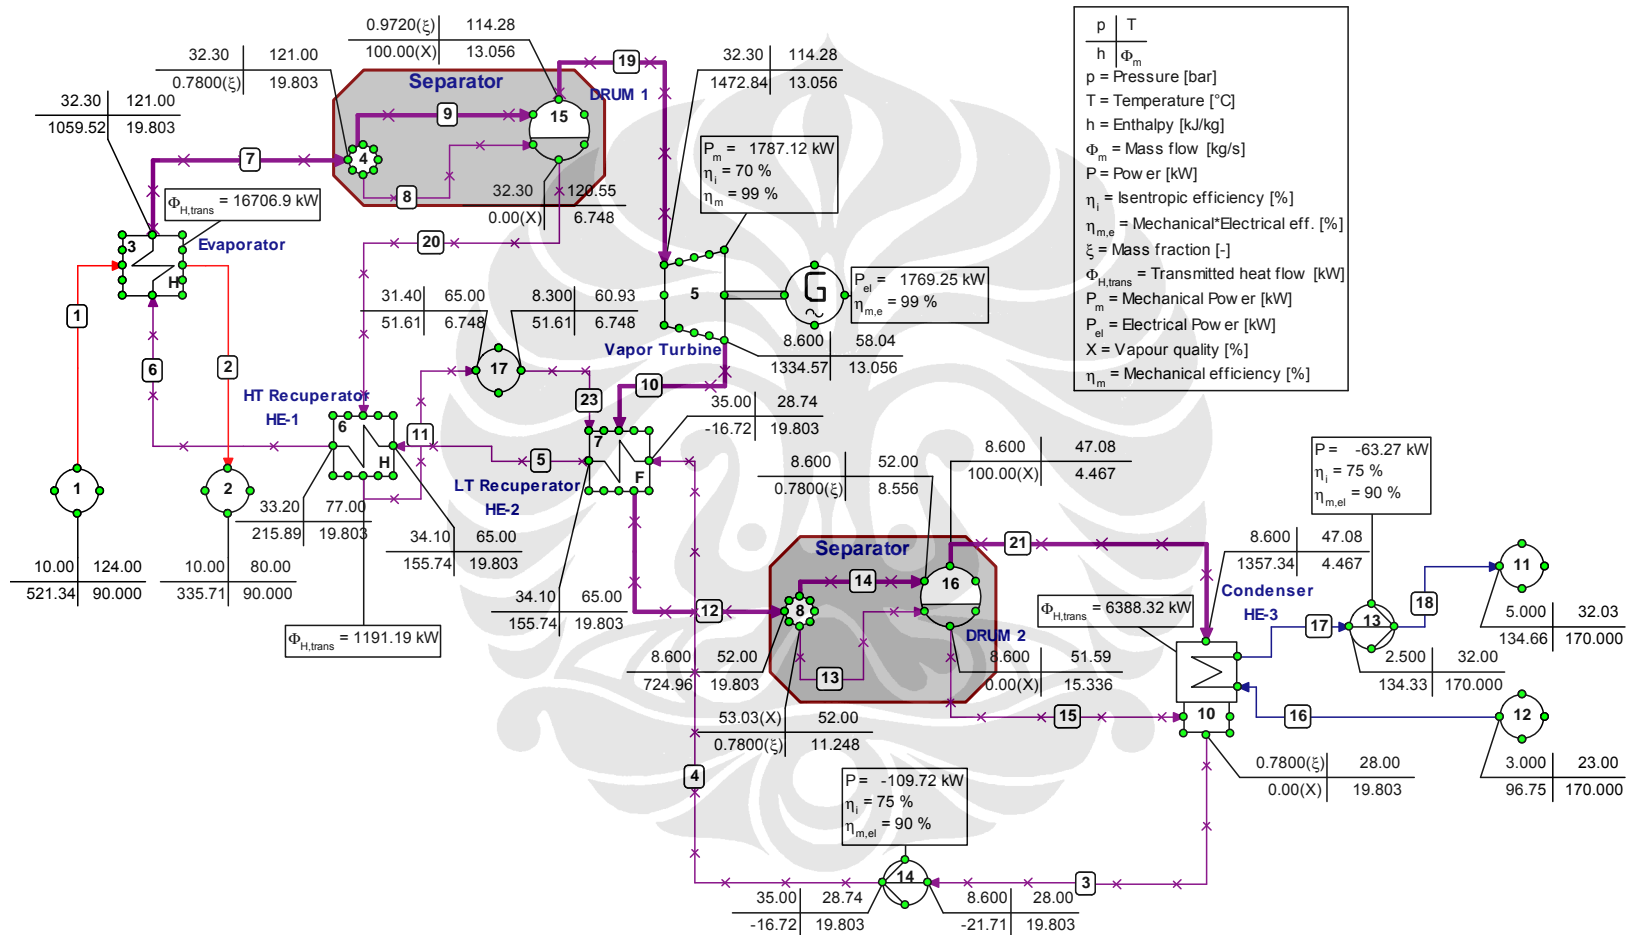 0.9720(ξ) 114.28
100.00(X) 13.056
32.30 121.00
0.7800(ξ) 19.803
32.30 121.00
1059.52 19.803
Separator
DRUM 1
19
9
15
4
8
7
32.30 120.55
0.00(X) 6.748
32.30 114.28
1472.84 13.056
Pm = 1787.12 kW
ηi = 70 %
ηm = 99 %
p T
h Φm
p = Pressure [bar]
T = Temperature [°C]
h = Enthalpy [kJ/kg]
Φm = Mass flow [kg/s]
P = Power [kW]
ηi = Isentropic efficiency [%]
ηm,e = Mechanical*Electrical eff. [%]
ξ = Mass fraction [-]
ΦH,trans = Transmitted heat flow [kW]
Pm = Mechanical Power [kW]
Pel = Electrical Power [kW]
X = Vapour quality [%]
ηm = Mechanical efficiency [%]
ΦH,trans = 16706.9 kW
3
H
Evaporator
20
1
2
6
31.40 65.00
51.61 6.748
8.300 60.93
51.61 6.748
5
G
~
Pel = 1769.25 kW
ηm,e = 99 %
Vapor Turbine
8.600 58.04
1334.57 13.056
17
10
23
HT Recuperator
HE-1
6
H
11
5
7
F
LT Recuperator
HE-2
35.00 28.74
-16.72 19.803
1
2
33.20 77.00
215.89 19.803
34.10 65.00
155.74 19.803
10.00 124.00
521.34 90.000
10.00 80.00
335.71 90.000
ΦH,trans = 1191.19 kW
34.10 65.00
155.74 19.803
8.600 52.00
0.7800(ξ) 8.556
8.600 47.08
100.00(X) 4.467
P = -63.27 kW
ηi = 75 %
ηm,el = 90 %
Separator
21
14
16
8
12
13
DRUM 2
8.600 52.00
724.96 19.803
8.600 51.59
0.00(X) 15.336
53.03(X) 52.00
0.7800(ξ) 11.248
15
ΦH,trans = 6388.32 kW
8.600 47.08
1357.34 4.467
Condenser
HE-3
17
13
18
11
5.000 32.03
134.66 170.000
2.500 32.00
134.33 170.000
10
16
12
0.7800(ξ) 28.00
0.00(X) 19.803
3.000 23.00
96.75 170.000
4
P = -109.72 kW
ηi = 75 %
ηm,el = 90 %
14
3
35.00 28.74
-16.72 19.803
8.600 28.00
-21.71 19.803